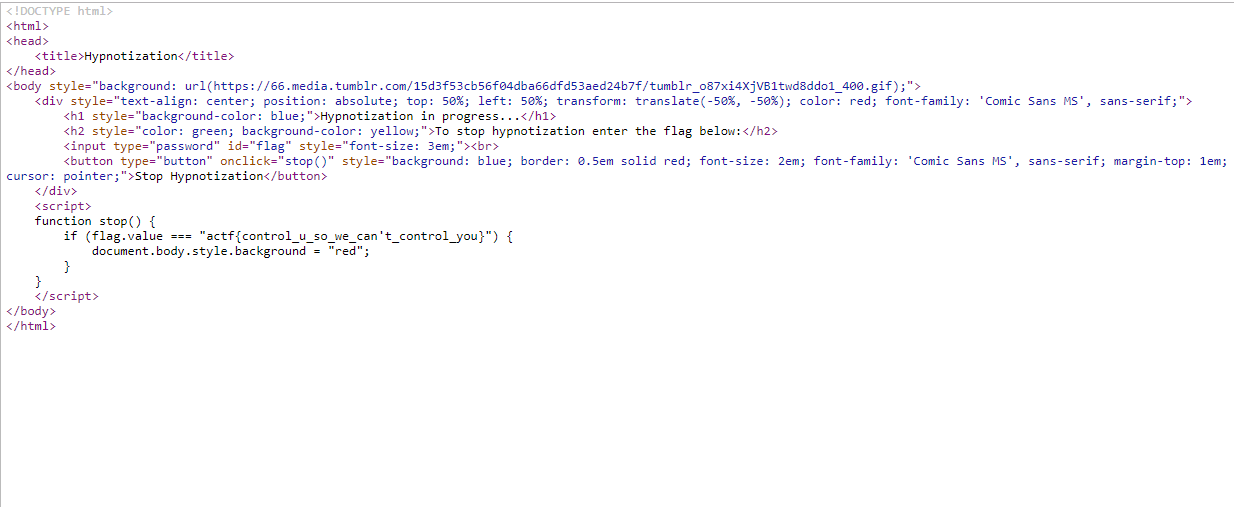 <!DOCTYPE html>
<html>
<head>
    <title>Hypnotization</title>
</head>
<body style="background: url(https://66.media.tumblr.com/15d3f53cb56f04dba66dfd53aed24b7f/tumblr_o87xi4XjVB1twd8ddo1_400.gif);">
    <div style="text-align: center; position: absolute; top: 50%; left: 50%; transform: translate(-50%, -50%); color: red; font-family: 'Comic Sans MS', sans-serif;">
        <h1 style="background-color: blue;">Hypnotization in progress...</h1>
        <h2 style="color: green; background-color: yellow;">To stop hypnotization enter the flag below:</h2>
        <input type="password" id="flag" style="font-size: 3em;"><br>
        <button type="button" onclick="stop()" style="background: blue; border: 0.5em solid red; font-size: 2em; font-family: 'Comic Sans MS', sans-serif; margin-top: 1em;
cursor: pointer;">Stop Hypnotization</button>
    </div>
    <script>
    function stop() {
        if (flag.value === "actf{control_u_so_we_can't_control_you}") {
            document.body.style.background = "red";
        }
    }
    </script>
</body>
</html>